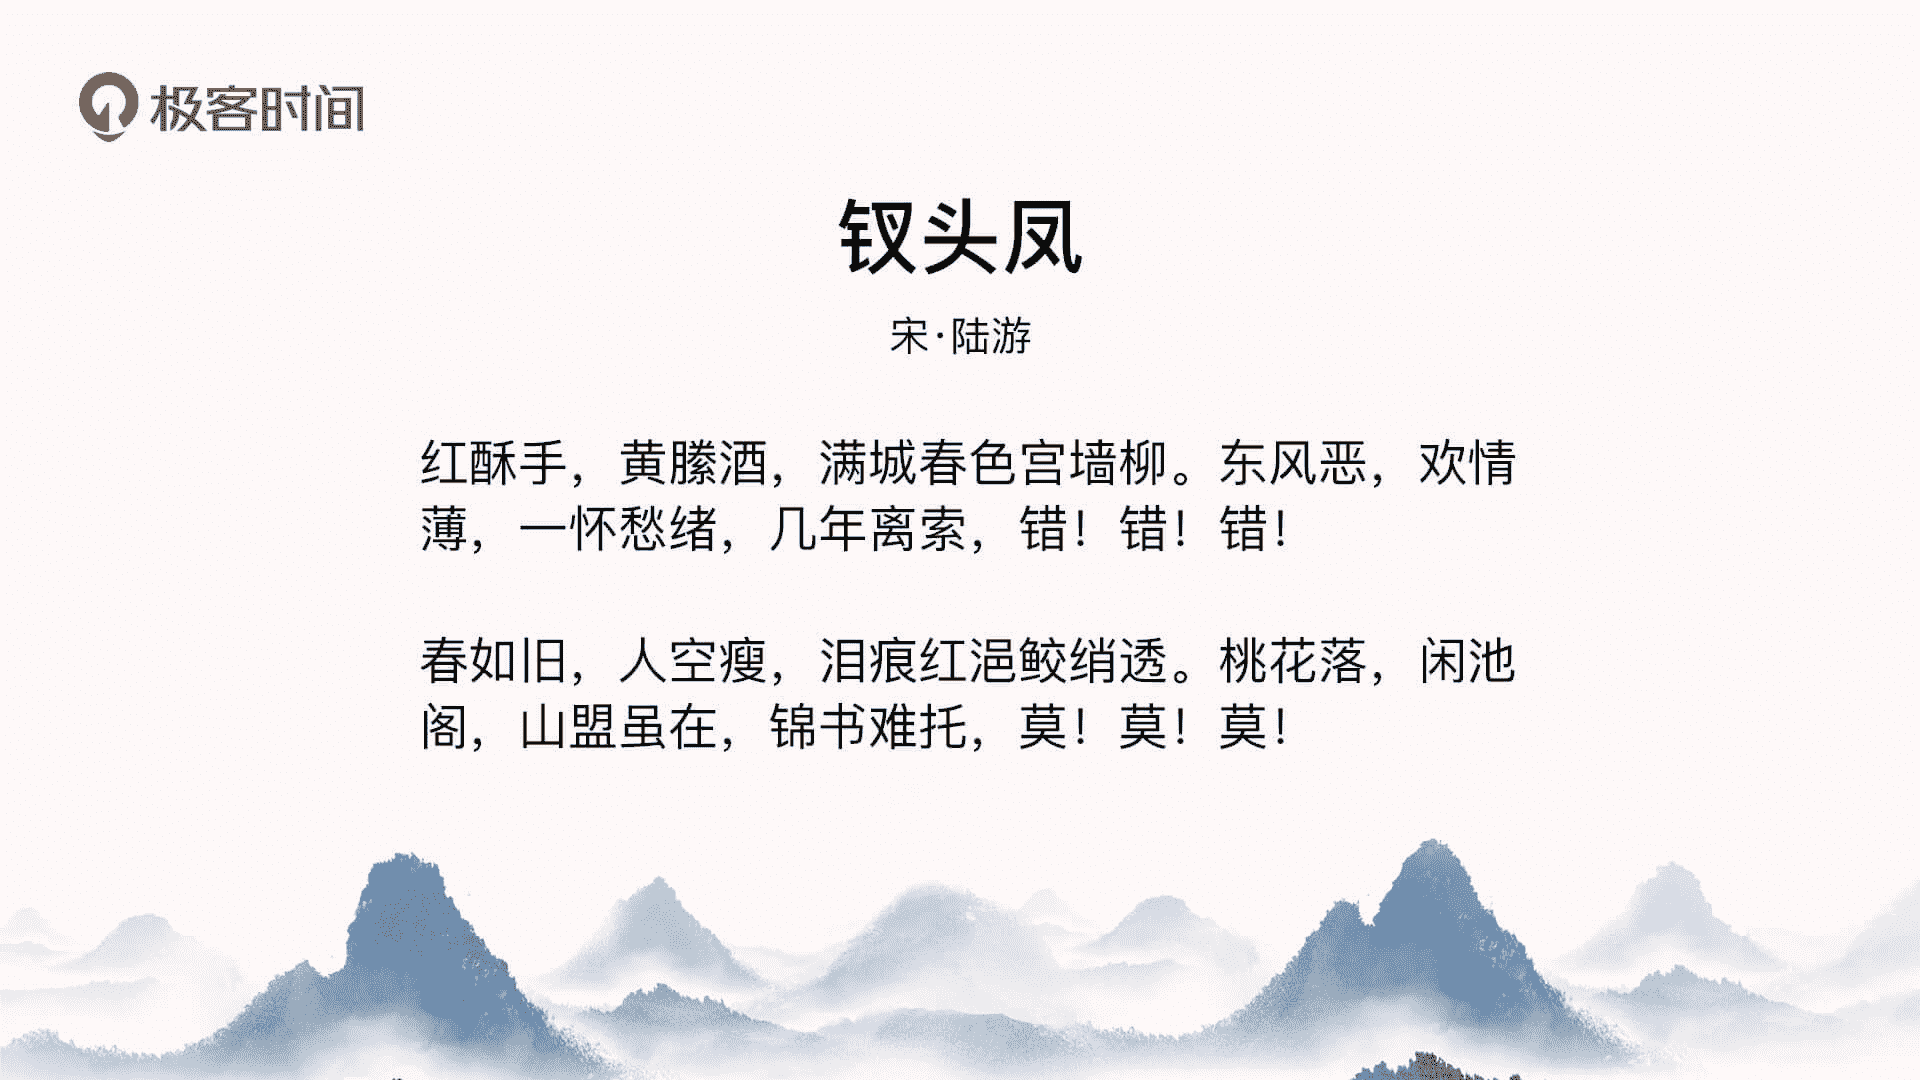 极客时间
钗头凤
宋·陆游
红酥手，黄縢酒，满城春色宫墙柳。东风恶，欢情
薄，一怀愁绪，几年离索，错！错！错！
春如旧，人空瘦，泪痕红浥鲛绡透。桃花落，闲池
阁，山盟虽在，锦书难托，莫！莫！莫！